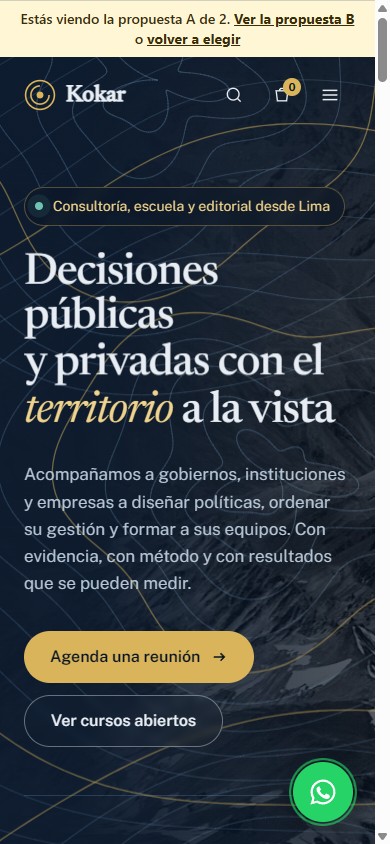 Estás viendo la propuesta A de 2. Ver la propuesta B
o volver a elegir
Kokar
0
Consultoría, escuela y editorial desde Lima
Decisiones
públicas
y privadas con el
territorio a la vista
Acompañamos a gobiernos, instituciones
y empresas a diseñar políticas, ordenar
su gestión y formar a sus equipos. Con
evidencia, con método y con resultados
que se pueden medir.
Agenda una reunión →
Ver cursos abiertos